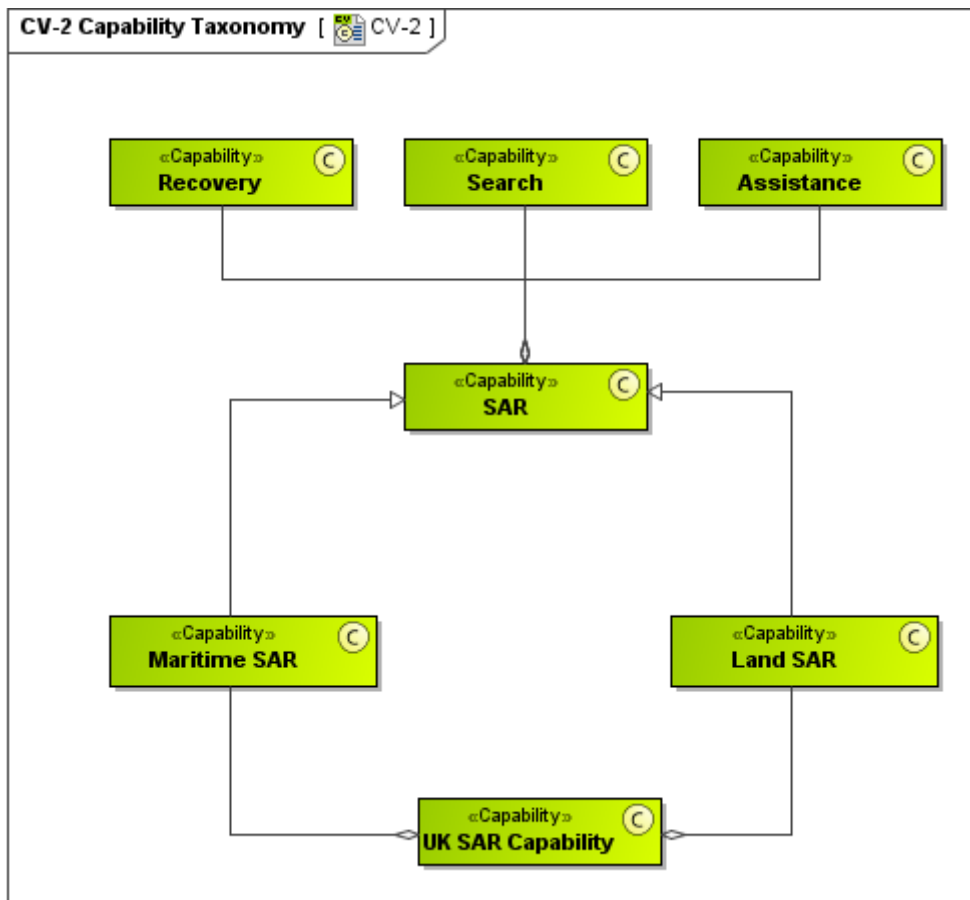 CV-2 Capability Taxonomy [ CV-2 ]
«Capability» C
Recovery
«Capability» C
Search
«Capability» C
Assistance
«Capability» C
SAR
«Capability» C
Maritime SAR
«Capability» C
Land SAR
«Capability» C
UK SAR Capability